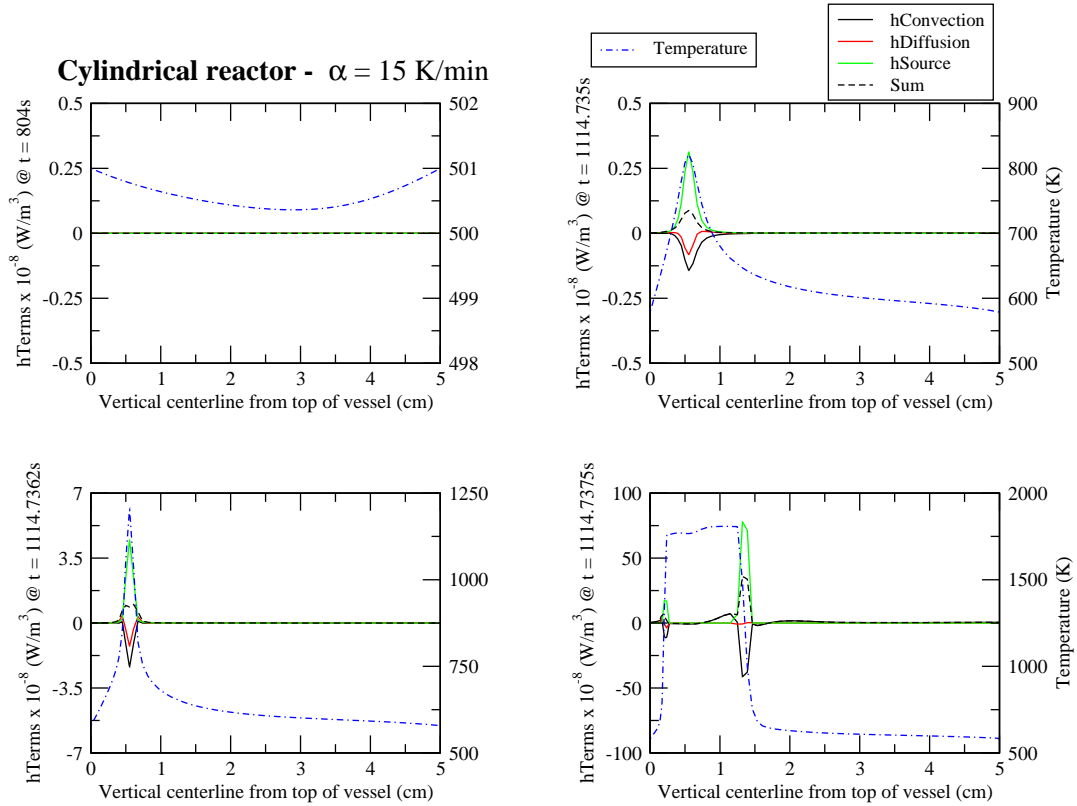 Cylindrical reactor - α = 15 K/min
Temperature
hConvection
hDiffusion
hSource
Sum
hTerms x 10^-8 (W/m^3) @ t = 804s
0.5
0.25
0
-0.25
-0.5
502
501
500
499
498
0 1 2 3 4 5
Vertical centerline from top of vessel (cm)
hTerms x 10^-8 (W/m^3) @ t = 1114.735s
0.5
0.25
0
-0.25
-0.5
900
800
700
600
500
Temperature (K)
0 1 2 3 4 5
Vertical centerline from top of vessel (cm)
hTerms x 10^-8 (W/m^3) @ t = 1114.7362s
7
3.5
0
-3.5
-7
1250
1000
750
500
0 1 2 3 4 5
Vertical centerline from top of vessel (cm)
hTerms x 10^-8 (W/m^3) @ t = 1114.7375s
100
50
0
-50
-100
2000
1500
1000
500
Temperature (K)
0 1 2 3 4 5
Vertical centerline from top of vessel (cm)